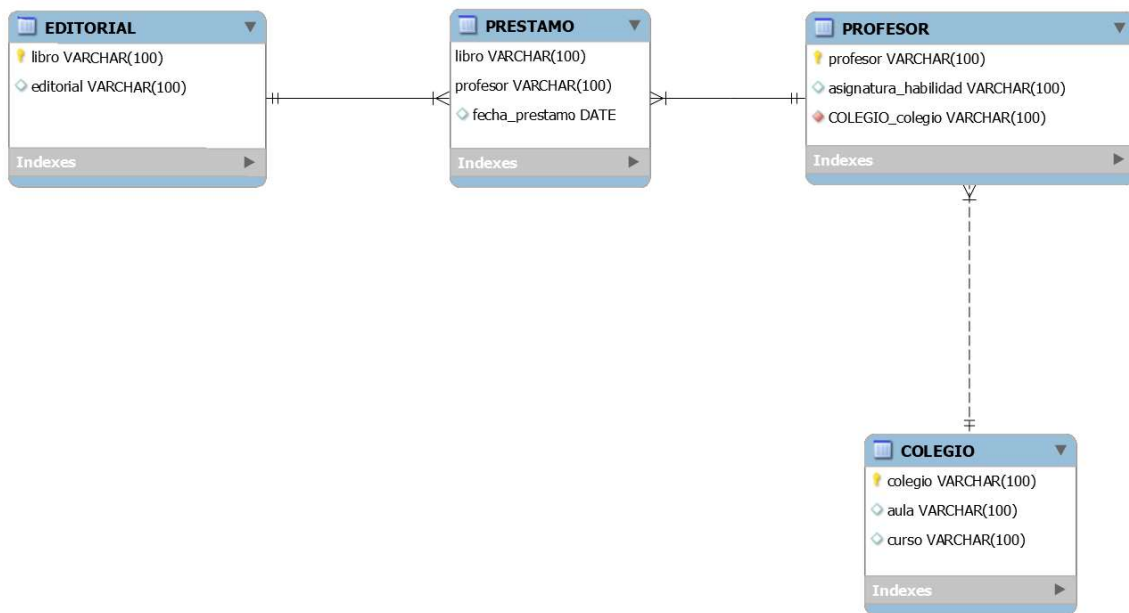 EDITORIAL
libro VARCHAR(100)
editorial VARCHAR(100)
Indexes
PRESTAMO
libro VARCHAR(100)
profesor VARCHAR(100)
fecha_prestamo DATE
Indexes
PROFESOR
profesor VARCHAR(100)
asignatura_habilidad VARCHAR(100)
COLEGIO_colegio VARCHAR(100)
Indexes
COLEGIO
colegio VARCHAR(100)
aula VARCHAR(100)
curso VARCHAR(100)
Indexes